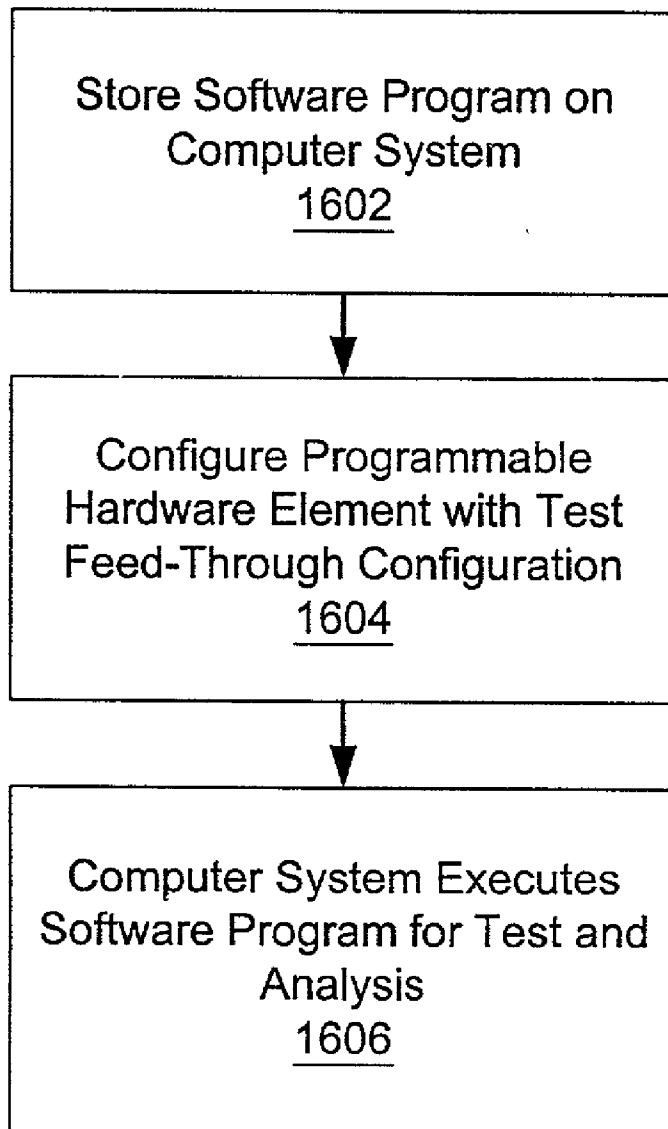 Store Software Program on
Computer System
1602
Configure Programmable
Hardware Element with Test
Feed-Through Configuration
1604
Computer System Executes
Software Program for Test and
Analysis
1606